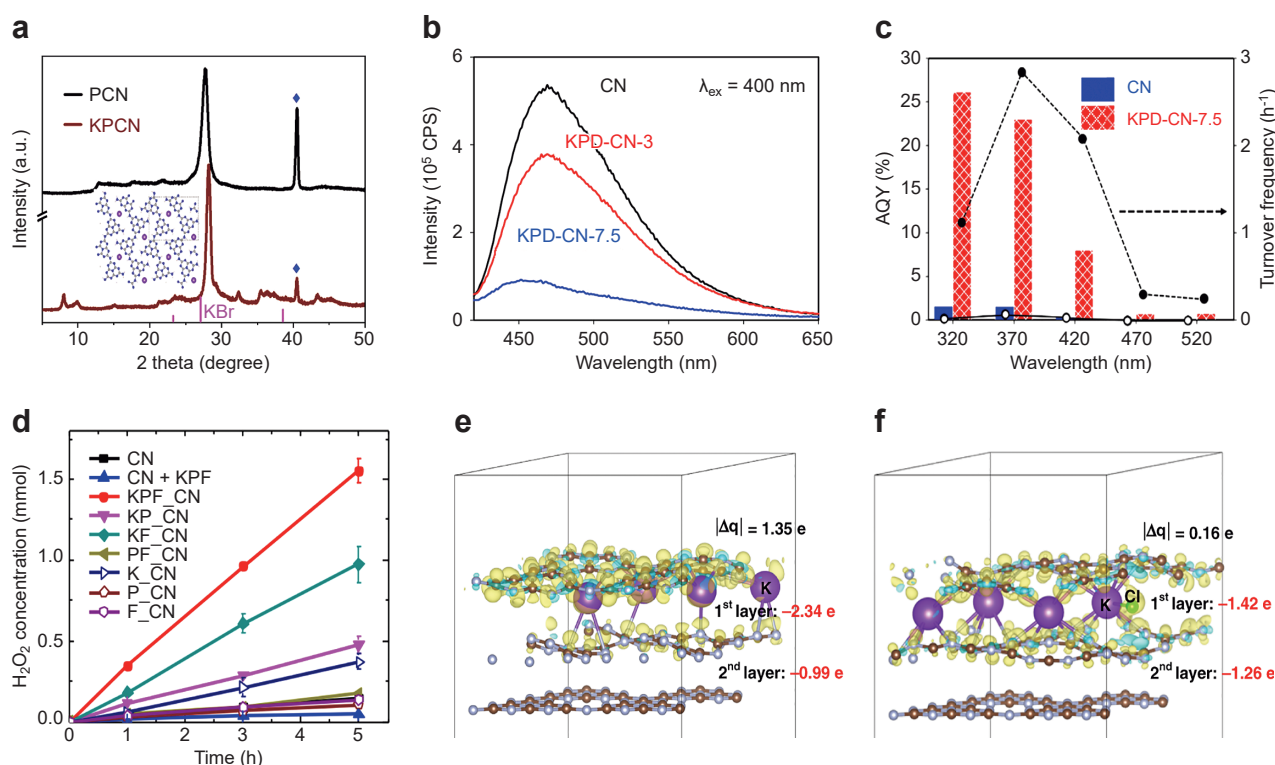 a
PCN
KPCN
KBr
Intensity (a.u.)
10 20 30 40 50
2 theta (degree)
b
6
4
2
0
CN
λex = 400 nm
KPD-CN-3
KPD-CN-7.5
Intensity (10⁵ CPS)
450 500 550 600 650
Wavelength (nm)
c
30
25
20
15
10
5
0
AQY (%)
CN
KPD-CN-7.5
3
2
1
0
Turnover frequency (h⁻¹)
320 370 420 470 520
Wavelength (nm)
d
1.5
1.0
0.5
0.0
H₂O₂ concentration (mmol)
CN
CN + KPF
KPF_CN
KP_CN
KF_CN
PF_CN
K_CN
P_CN
F_CN
0 1 2 3 4 5
Time (h)
e
|Δq| = 1.35 e
K
1st layer: −2.34 e
2nd layer: −0.99 e
f
|Δq| = 0.16 e
K
Cl
1st layer: −1.42 e
2nd layer: −1.26 e